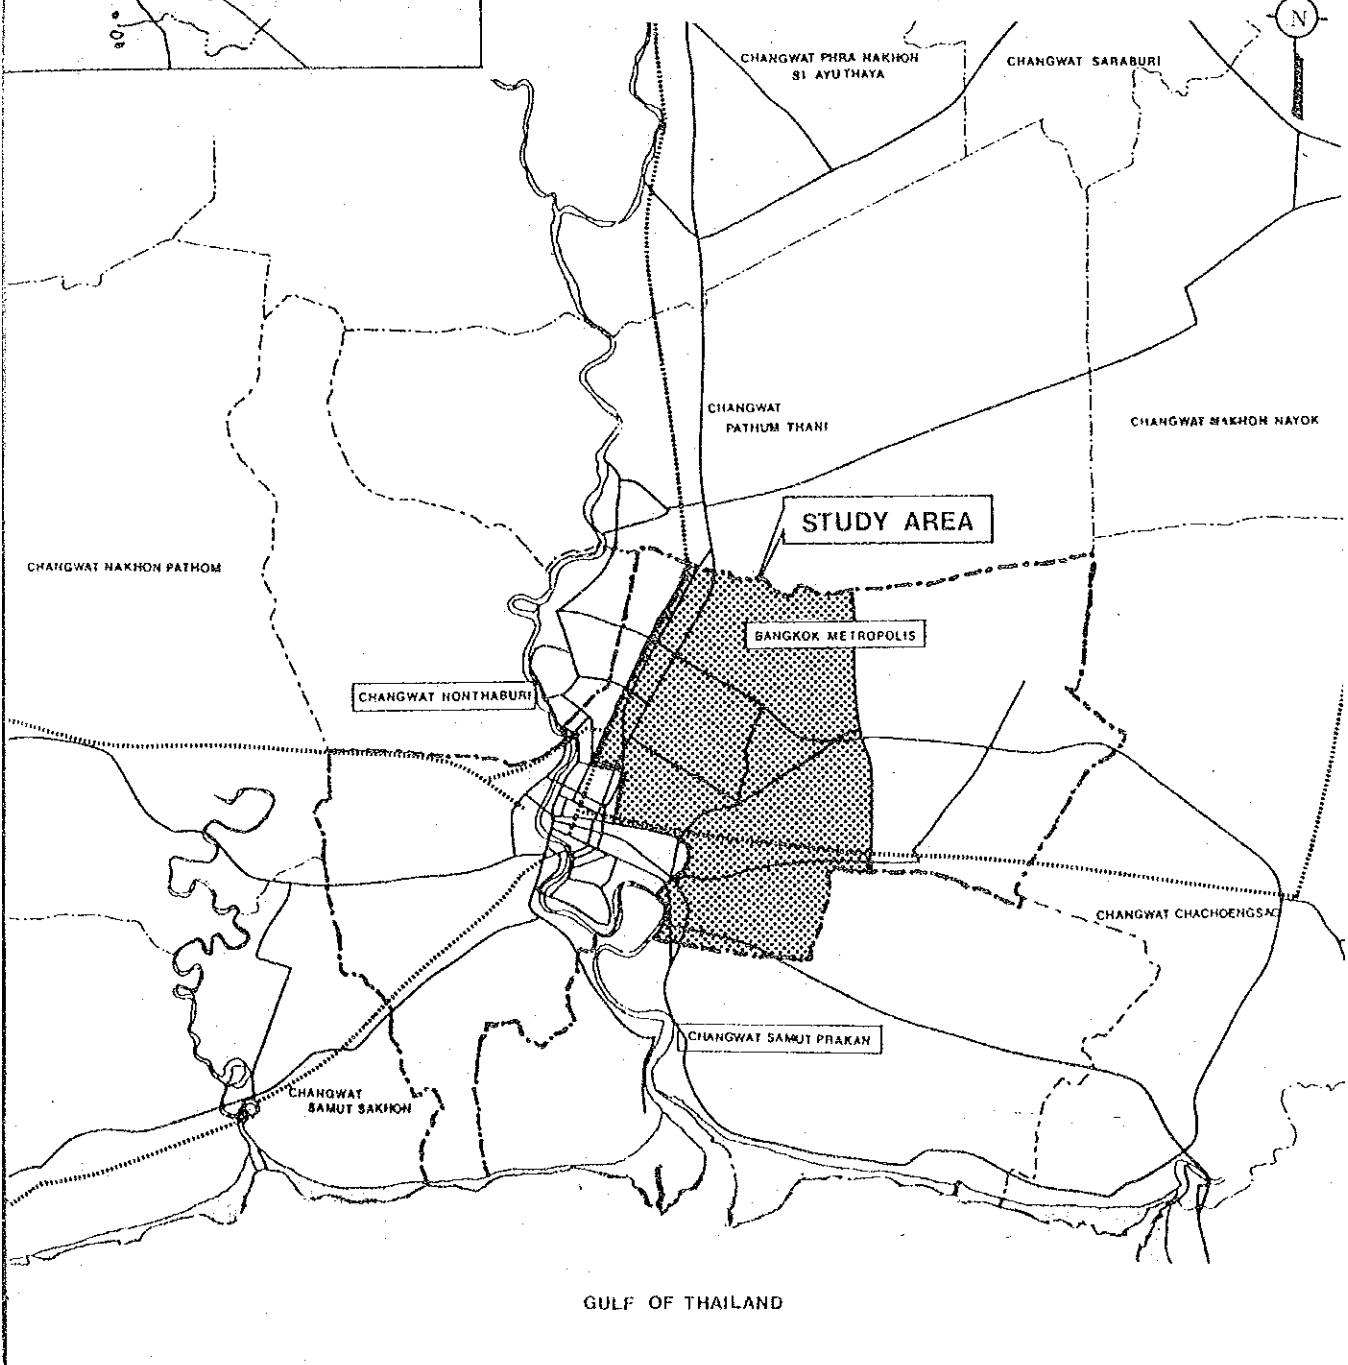 N
CHANGWAT PHRA NAKHON
SI AYUTHAYA
CHANGWAT SARABURI
CHANGWAT
PATHUM THANI
CHANGWAT NAKHON NAYOK
STUDY AREA
CHANGWAT NAKHON PATHOM
BANGKOK METROPOLIS
CHANGWAT NONTHABURI
CHANGWAT CHACHOENGSAO
CHANGWAT SAMUT PRAKAN
CHANGWAT
SAMUT SAKHON
GULF OF THAILAND